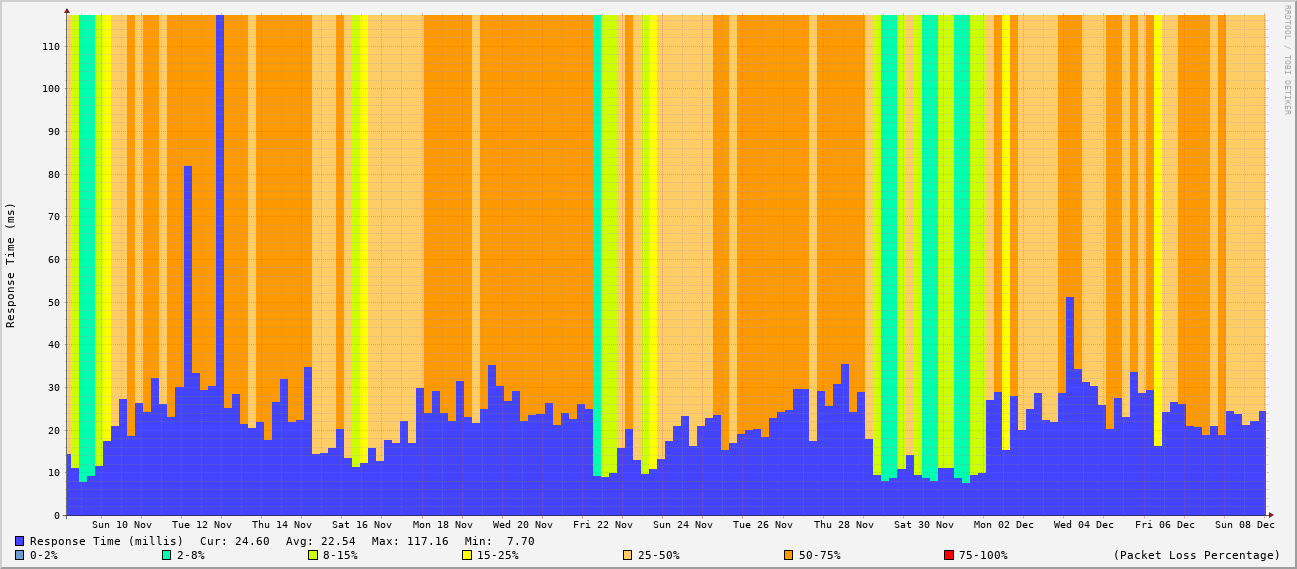 RRDTOOL / TOBI OETIKER
Response Time (ms)
110
100
90
80
70
60
50
40
30
20
10
0
Sun 10 Nov Tue 12 Nov Thu 14 Nov Sat 16 Nov Mon 18 Nov Wed 20 Nov Fri 22 Nov Sun 24 Nov Tue 26 Nov Thu 28 Nov Sat 30 Nov Mon 02 Dec Wed 04 Dec Fri 06 Dec Sun 08 Dec
Response Time (millis) Cur: 24.60 Avg: 22.54 Max: 117.16 Min: 7.70
0-2% 2-8% 8-15% 15-25% 25-50% 50-75% 75-100% (Packet Loss Percentage)